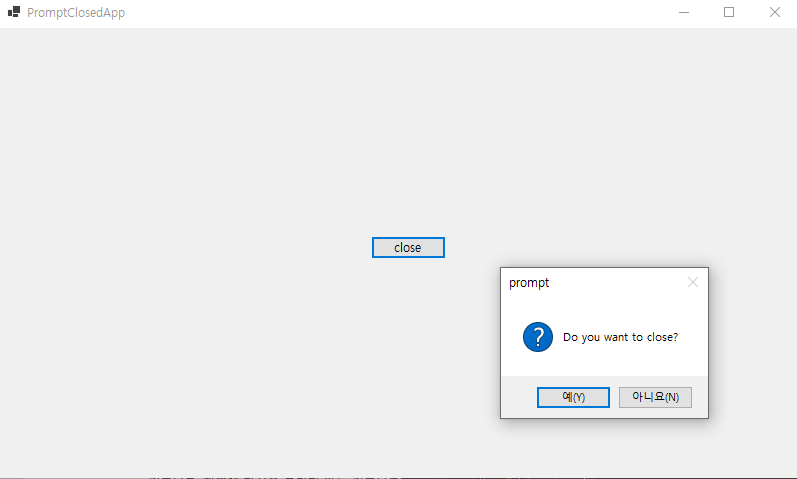 PromptClosedApp
close
prompt
Do you want to close?
예(Y)
아니요(N)